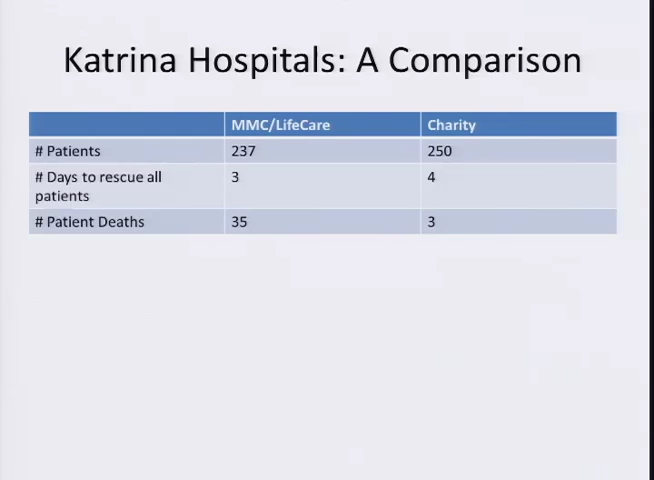 Katrina Hospitals: A Comparison
MMC/LifeCare Charity
# Patients 237 250
# Days to rescue all 3 4
patients
# Patient Deaths 35 3